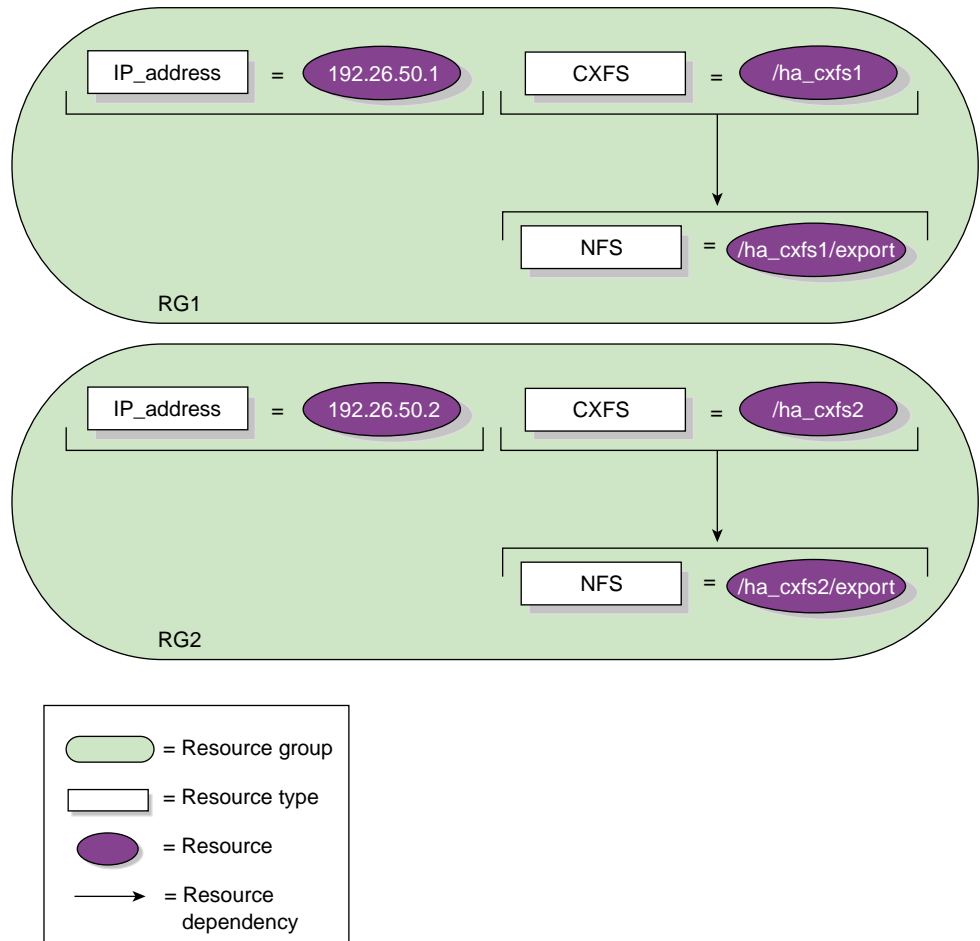 IP_address = 192.26.50.1 CXFS = /ha_cxfs1
NFS = /ha_cxfs1/export
RG1
IP_address = 192.26.50.2 CXFS = /ha_cxfs2
NFS = /ha_cxfs2/export
RG2
= Resource group
= Resource type
= Resource
= Resource
dependency